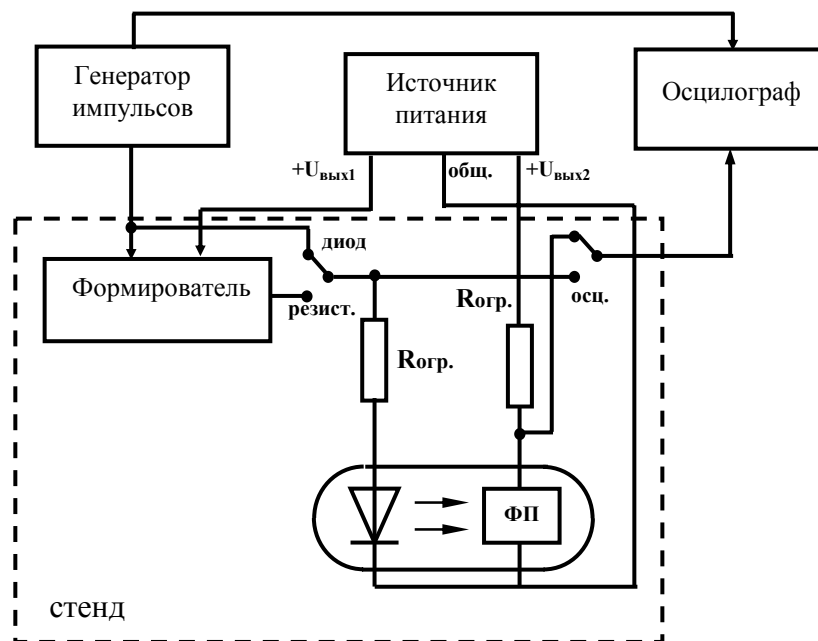 Генератор
импульсов
Источник
питания
Осцилограф
+Uвых1
общ.
+Uвых2
диод
Формирователь
резист.
осц.
Rогр.
Rогр.
ФП
стенд